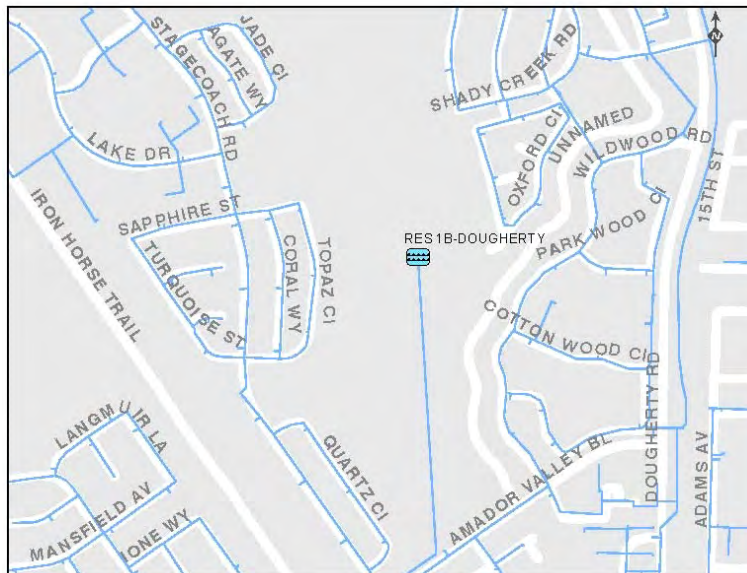 JADE CI
AGATE WY
STAGECOACH RD
SHADY CREEK RD
N
LAKE DR
OXFORD CI
UNNAMED
WILDWOOD RD
15TH ST
IRON HORSE TRAIL
SAPPHIRE ST
TURQUOISE ST
CORAL WY
TOPAZ CI
RES 1B-DOUGHERTY
PARK WOOD CI
COTTON WOOD CI
LANGMUIR LA
QUARTZ CI
DOUGHERTY RD
ADAMS AV
AMADOR VALLEY BL
MANSFIELD AV
IONE WY